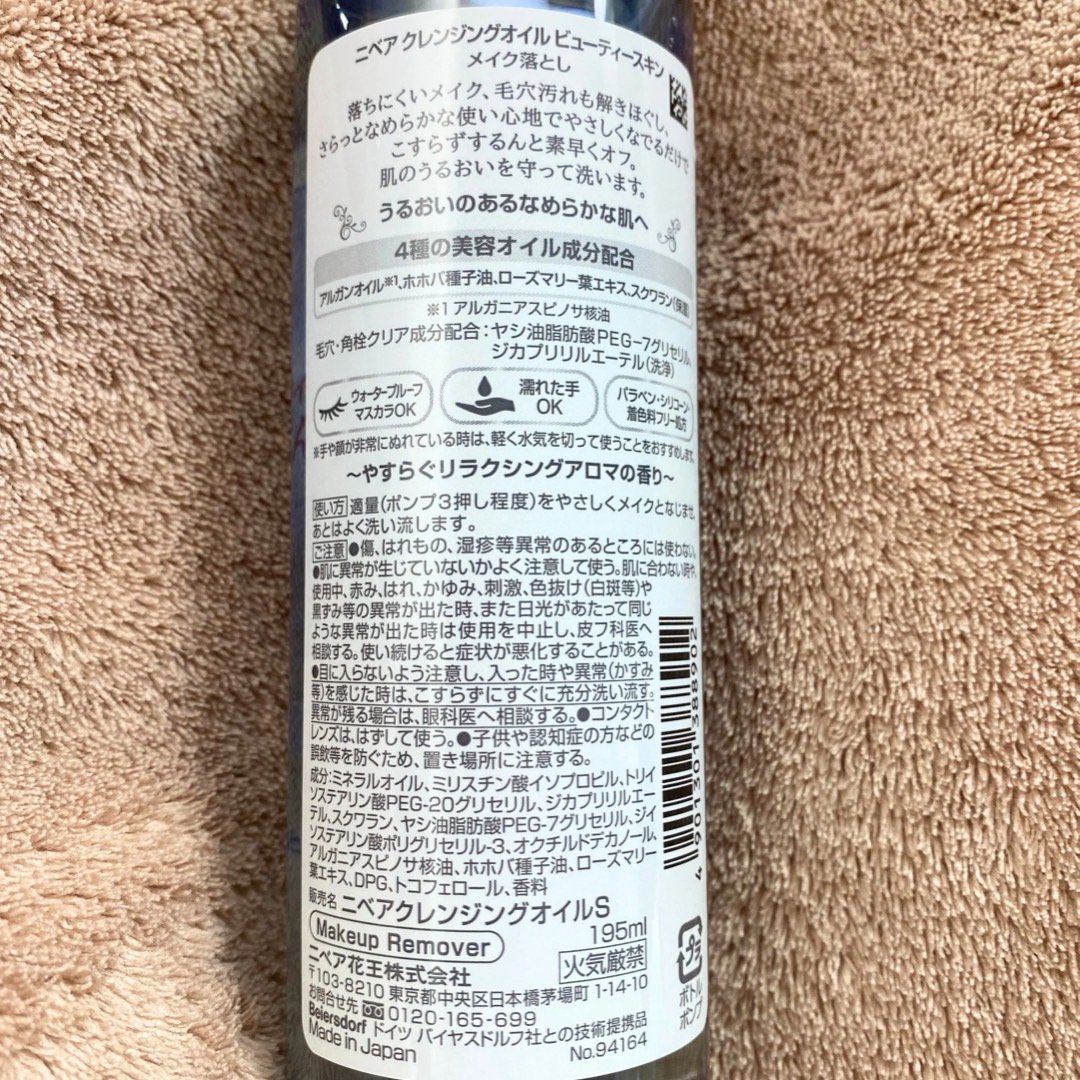 ニベア クレンジングオイル ビューティースキン
メイク落とし
落ちにくいメイク、毛穴汚れも解きほぐし、
さらっとなめらかな使い心地でやさしくなでるだけで
こすらずするんと素早くオフ。
肌のうるおいを守って洗います。
うるおいのあるなめらかな肌へ
4種の美容オイル成分配合
アルガンオイル※1、ホホバ種子油、ローズマリー葉エキス、スクワラン(保湿)
※1 アルガニアスピノサ核油
毛穴・角栓クリア成分配合:ヤシ油脂肪酸PEG-7グリセリル、
ジカプリリルエーテル(洗浄)
ウォータープルーフ
マスカラOK
濡れた手
OK
パラベン・シリコーン・
着色料フリー処方
※手や顔が非常にぬれている時は、軽く水気を切って使うことをおすすめします。
～やすらぐリラクシングアロマの香り～
使い方 適量(ポンプ3押し程度)をやさしくメイクとなじませ、
あとはよく洗い流します。
ご注意 ●傷、はれもの、湿疹等異常のあるところには使わない。
●肌に異常が生じていないかよく注意して使う。肌に合わない時や、
使用中、赤み、はれ、かゆみ、刺激、色抜け(白斑等)や
黒ずみ等の異常が出た時、また日光があたって同じ
ような異常が出た時は使用を中止し、皮フ科医へ
相談する。使い続けると症状が悪化することがある。
●目に入らないよう注意し、入った時や異常(かすみ
等)を感じた時は、こすらずにすぐに充分洗い流す。
異常が残る場合は、眼科医へ相談する。●コンタクト
レンズは、はずして使う。●子供や認知症の方などの
誤飲等を防ぐため、置き場所に注意する。
成分:ミネラルオイル、ミリスチン酸イソプロピル、トリイ
ソステアリン酸PEG-20グリセリル、ジカプリリルエー
テル、スクワラン、ヤシ油脂肪酸PEG-7グリセリル、ジイ
ソステアリン酸ポリグリセリル-3、オクチルドデカノール、
アルガニアスピノサ核油、ホホバ種子油、ローズマリー
葉エキス、DPG、トコフェロール、香料
販売名 ニベアクレンジングオイルS
Makeup Remover
195ml
火気厳禁
ニベア花王株式会社
〒103-8210 東京都中央区日本橋茅場町1-14-10
お問合せ先 0120-165-699
Beiersdorf ドイツ バイヤスドルフ社との技術提携品
Made in Japan
No.94164
4 901301 388902
プラ
ボトル
ポンプ